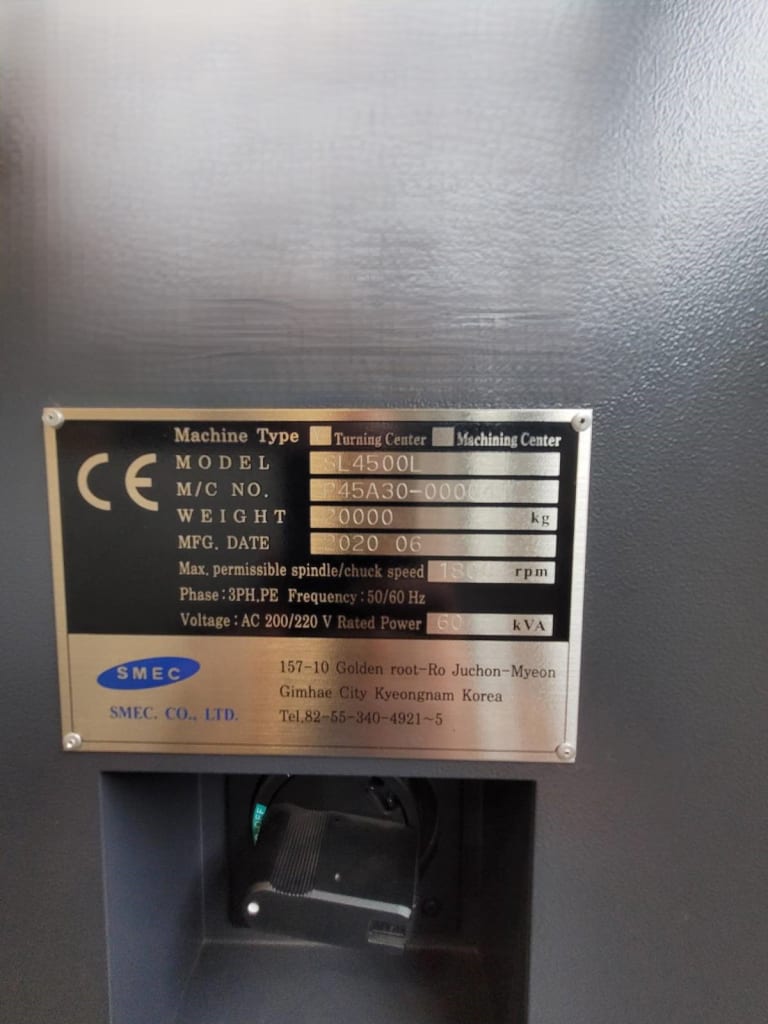 CE
Machine Type Turning Center Machining Center
MODEL SL4500L
M/C NO.
WEIGHT 20000 kg
MFG. DATE 2020 06
Max. permissible spindle/chuck speed rpm
Phase : 3PH,PE Frequency : 50/60 Hz
Voltage : AC 200/220 V Rated Power 60 kVA
SMEC
SMEC. CO., LTD.
157-10 Golden root-Ro Juchon-Myeon
Gimhae City Kyeongnam Korea
Tel.82-55-340-4921~5